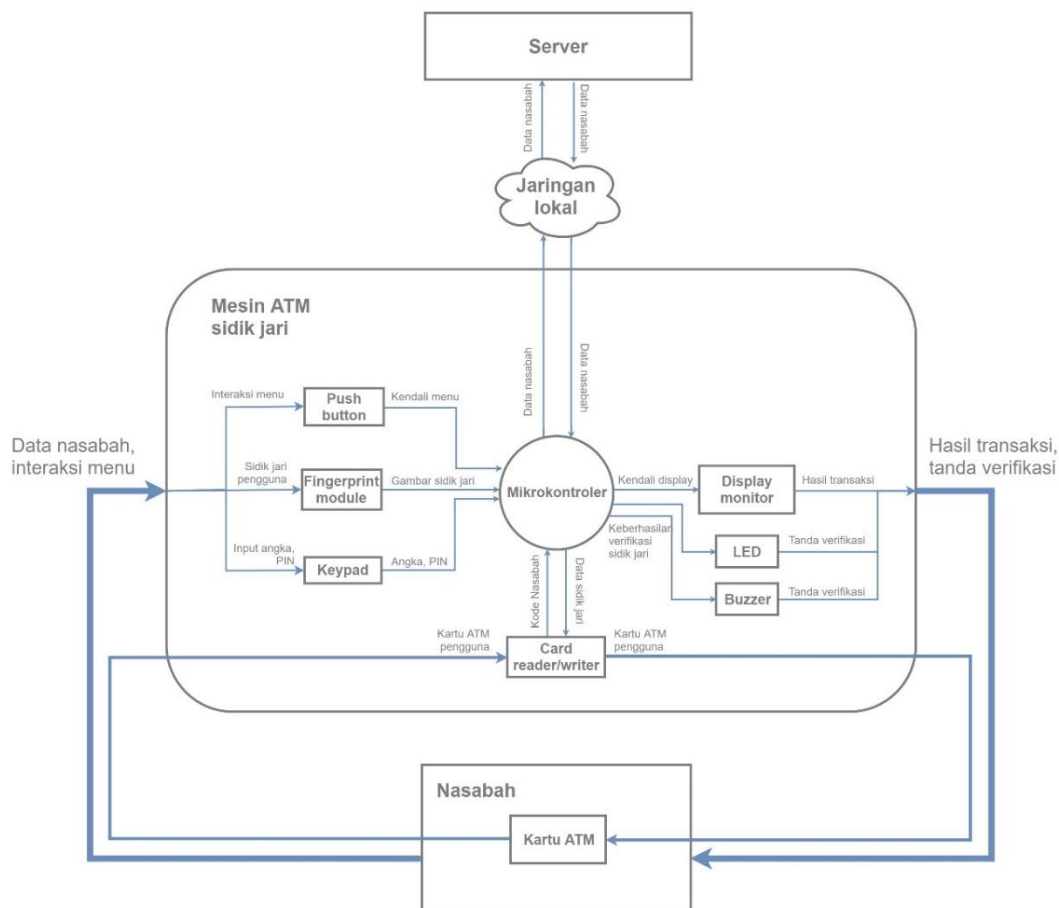 Server
Data nasabah
Data nasabah
Jaringan
lokal
Mesin ATM
sidik jari
Data nasabah
Data nasabah
Interaksi menu
Push
button
Kendali menu
Data nasabah,
interaksi menu
Sidik jari
pengguna
Fingerprint
module
Gambar sidik jari
Mikrokontroler
Kendali display
Display
monitor
Hasil transaksi
Hasil transaksi,
tanda verifikasi
Input angka,
PIN
Keypad
Angka, PIN
Keberhasilar
verifikasi
sidik jari
LED
Tanda verifikasi
Buzzer
Tanda verifikasi
Kode Nasabah
Data sidik jari
Kartu ATM
pengguna
Card
reader/writer
Kartu ATM
pengguna
Nasabah
Kartu ATM